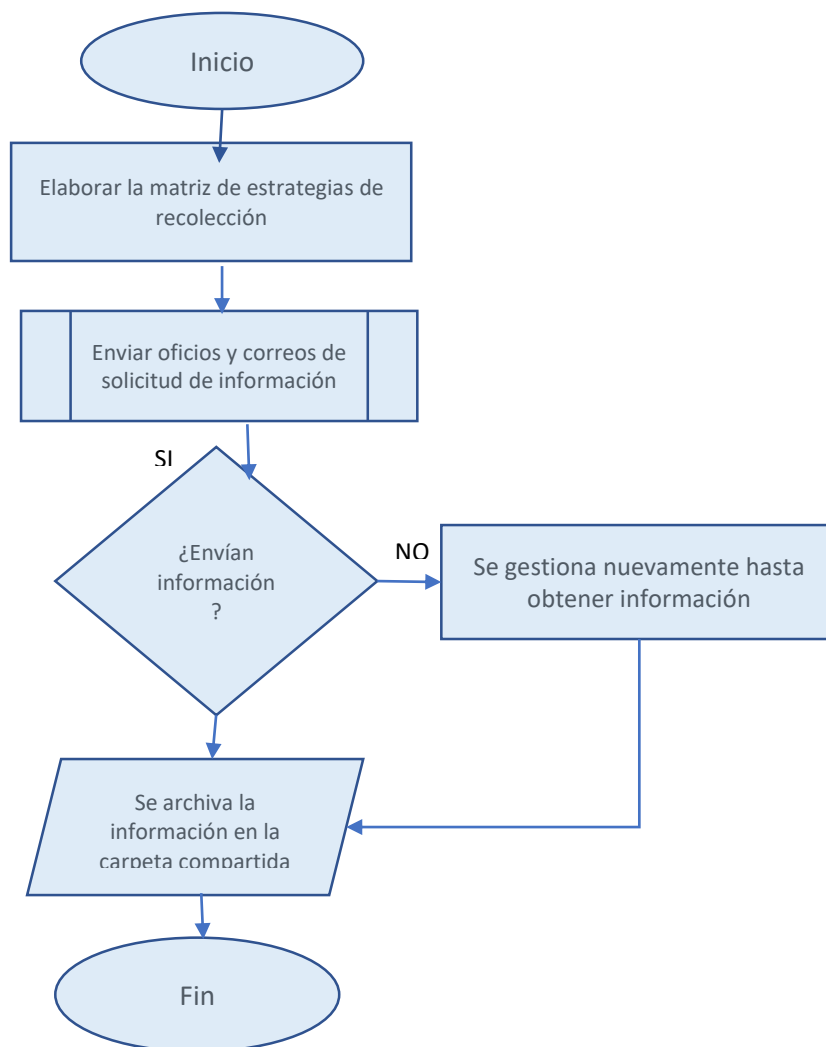 Inicio
Elaborar la matriz de estrategias de
recolección
Enviar oficios y correos de
solicitud de información
SI
¿Envían
información
?
NO
Se gestiona nuevamente hasta
obtener información
Se archiva la
información en la
carpeta compartida
Fin